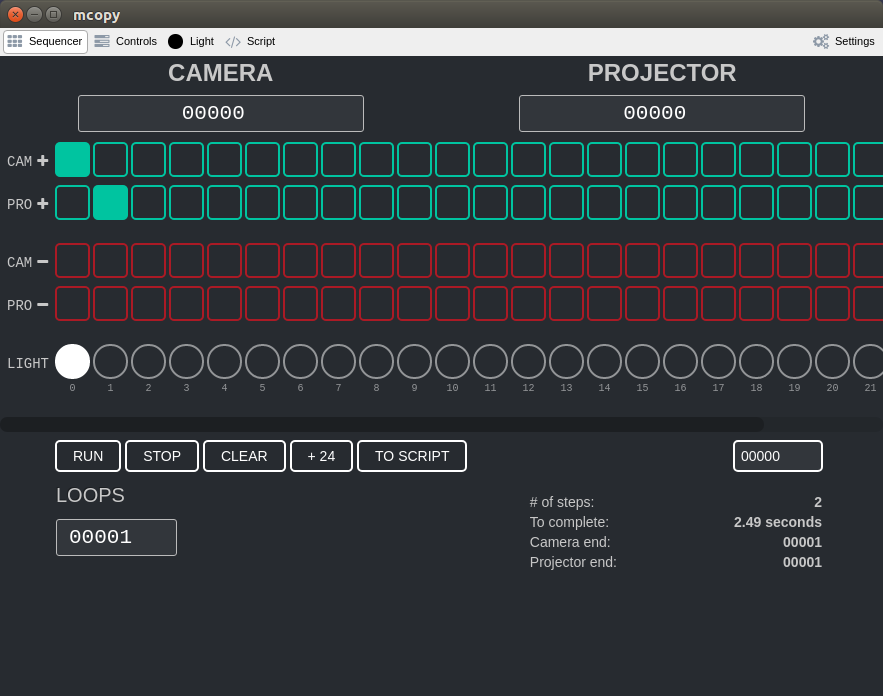 mcopy
Sequencer Controls Light Script Settings
CAMERA PROJECTOR
00000 00000
CAM +
PRO +
CAM −
PRO −
LIGHT
0 1 2 3 4 5 6 7 8 9 10 11 12 13 14 15 16 17 18 19 20 21
RUN STOP CLEAR + 24 TO SCRIPT 00000
LOOPS
00001
# of steps: 2
To complete: 2.49 seconds
Camera end: 00001
Projector end: 00001